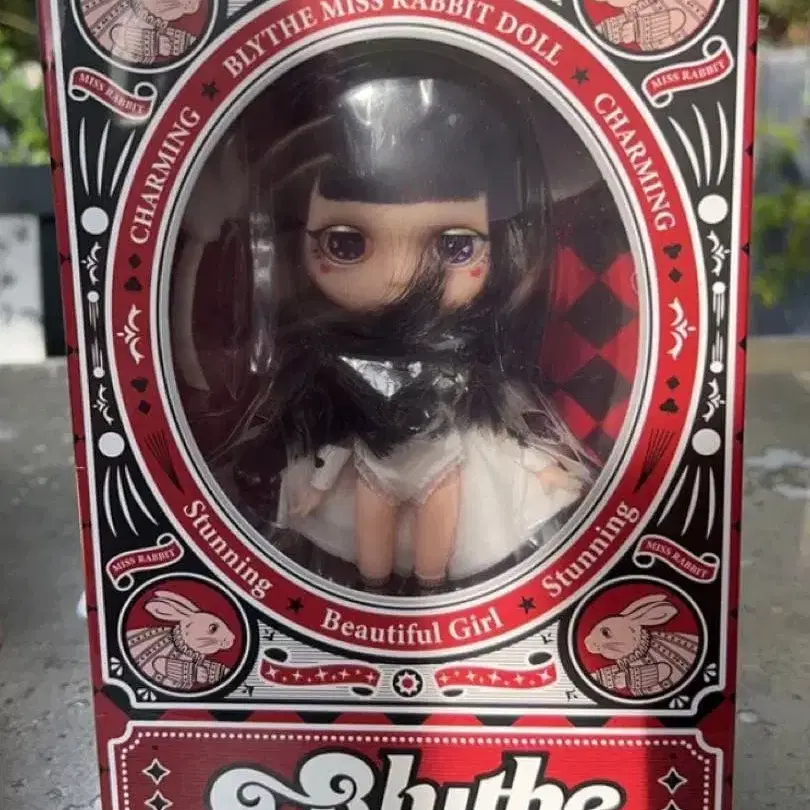 BLYTHE MISS RABBIT DOLL
MISS RABBIT
MISS RABBIT
CHARMING
CHARMING
Stunning
Stunning
MISS RABBIT
MISS RABBIT
Beautiful Girl
Blythe